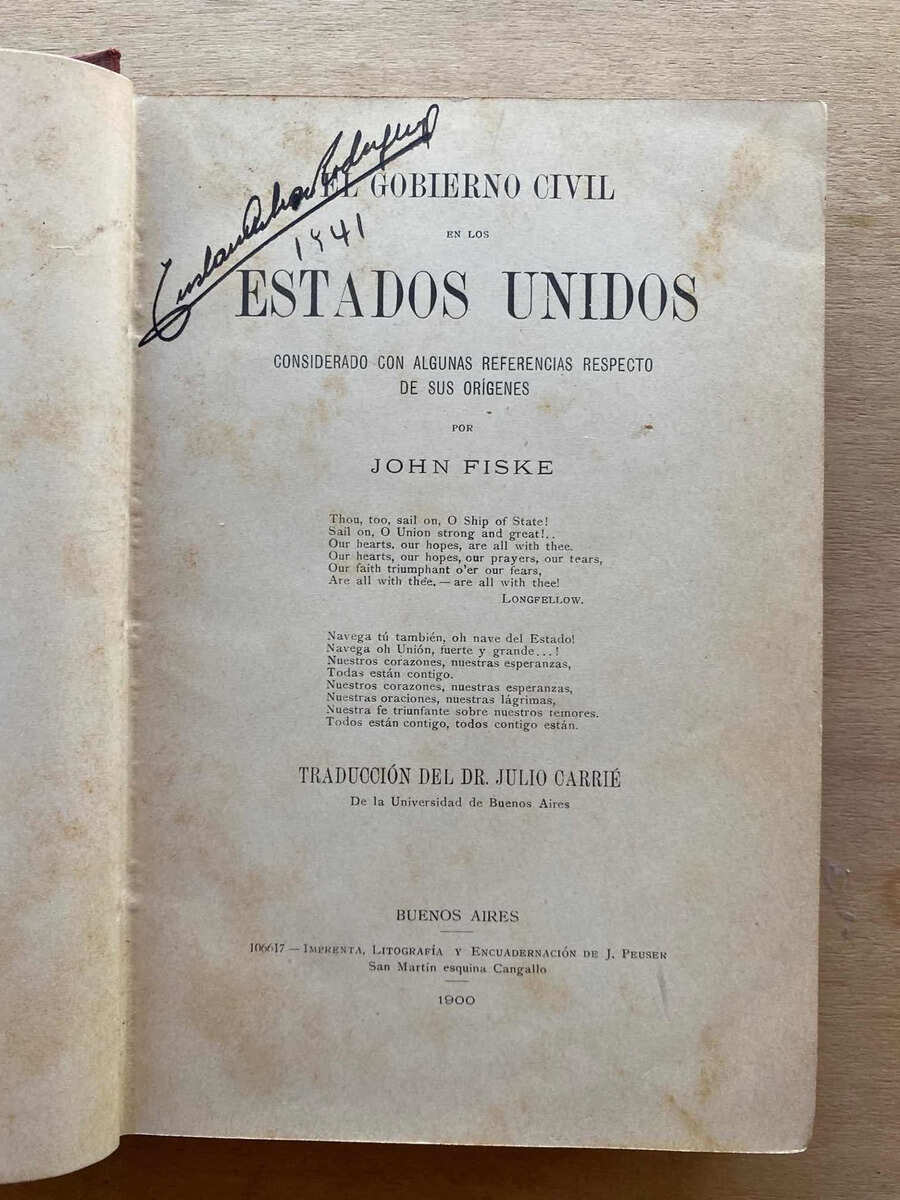 Rodriguez
1941
EL GOBIERNO CIVIL
EN LOS
ESTADOS UNIDOS
CONSIDERADO CON ALGUNAS REFERENCIAS RESPECTO
DE SUS ORÍGENES
POR
JOHN FISKE
Thou, too, sail on, O Ship of State!
Sail on, O Union strong and great!..
Our hearts, our hopes, are all with thee.
Our hearts, our hopes, our prayers, our tears,
Our faith triumphant o'er our fears,
Are all with thée, — are all with thee!
LONGFELLOW.
Navega tú también, oh nave del Estado!
Navega oh Unión, fuerte y grande...!
Nuestros corazones, nuestras esperanzas,
Todas están contigo.
Nuestros corazones, nuestras esperanzas,
Nuestras oraciones, nuestras lágrimas,
Nuestra fe triunfante sobre nuestros temores.
Todos están contigo, todos contigo están.
TRADUCCIÓN DEL DR. JULIO CARRIÉ
De la Universidad de Buenos Aires
BUENOS AIRES
106617 — IMPRENTA, LITOGRAFÍA Y ENCUADERNACIÓN DE J. PEUSER
San Martín esquina Cangallo
1900